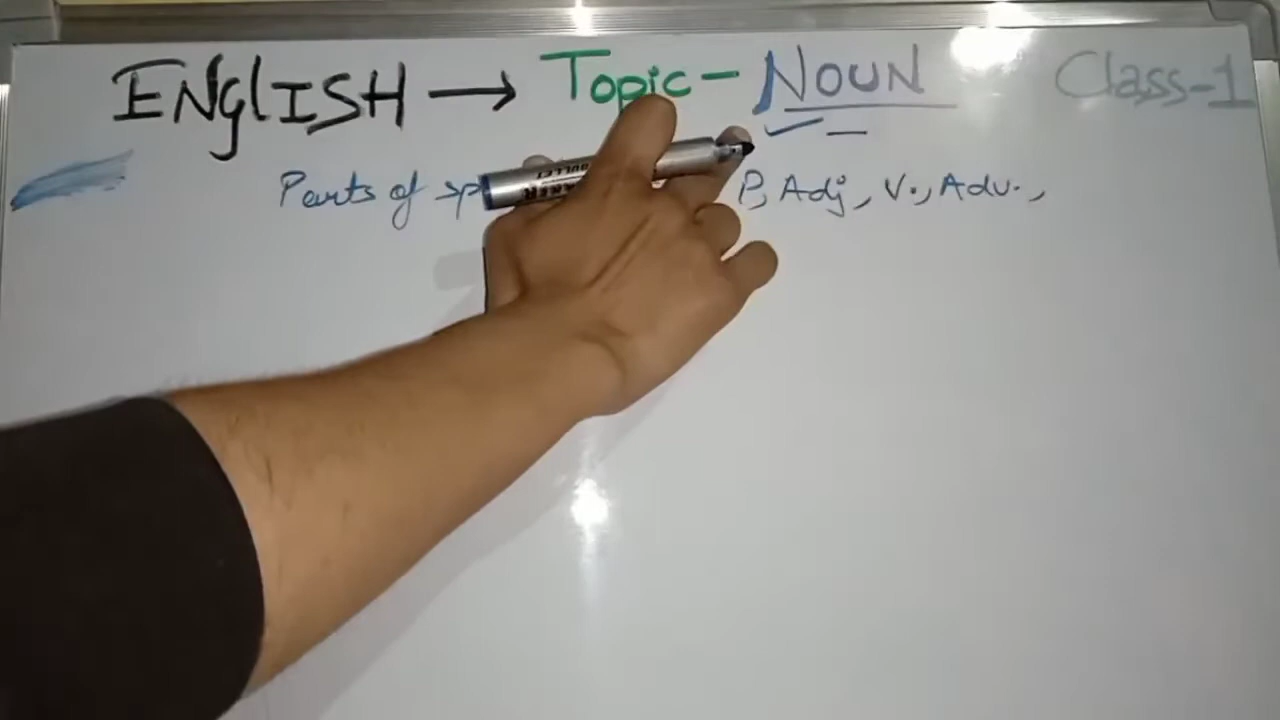 ENglISH → Topic - NOUN Class-1
Parts of P, Adj, V., Adv.,